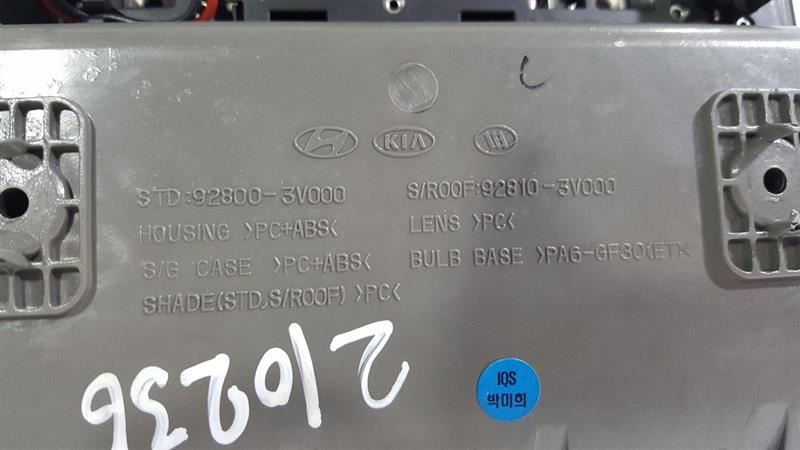 KIA
STD:92800-3V000 S/ROOF:92810-3V000
HOUSING >PC+ABS< LENS >PC<
S/G CASE >PC+ABS< BULB BASE >PA6-GF30(ET)<
SHADE(STD,S/ROOF) >PC<
210236
IQS
박미희